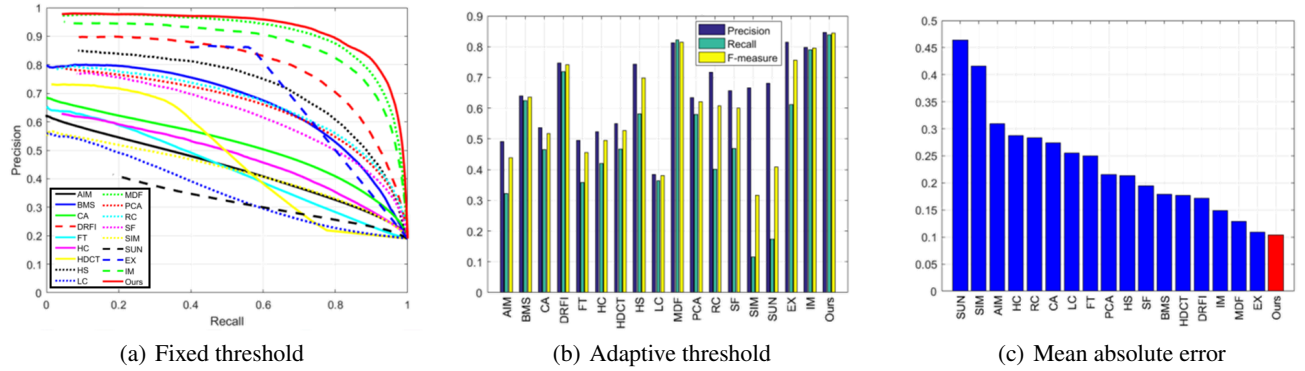 1
0.9
0.8
0.7
0.6
0.5
0.4
0.3
0.2
0.1
0
Precision
0 0.2 0.4 0.6 0.8 1
Recall
AIM
BMS
CA
DRFI
FT
HC
HDCT
HS
LC
MDF
PCA
RC
SF
SIM
SUN
EX
IM
Ours
(a) Fixed threshold
0.9
0.8
0.7
0.6
0.5
0.4
0.3
0.2
0.1
0
Precision
Recall
F-measure
AIM BMS CA DRFI FT HC HDCT HS LC MDF PCA RC SF SIM SUN EX IM Ours
(b) Adaptive threshold
0.5
0.45
0.4
0.35
0.3
0.25
0.2
0.15
0.1
0.05
0
SUN SIM AIM HC RC CA LC FT PCA HS SF BMS HDCT DRFI IM MDF EX Ours
(c) Mean absolute error